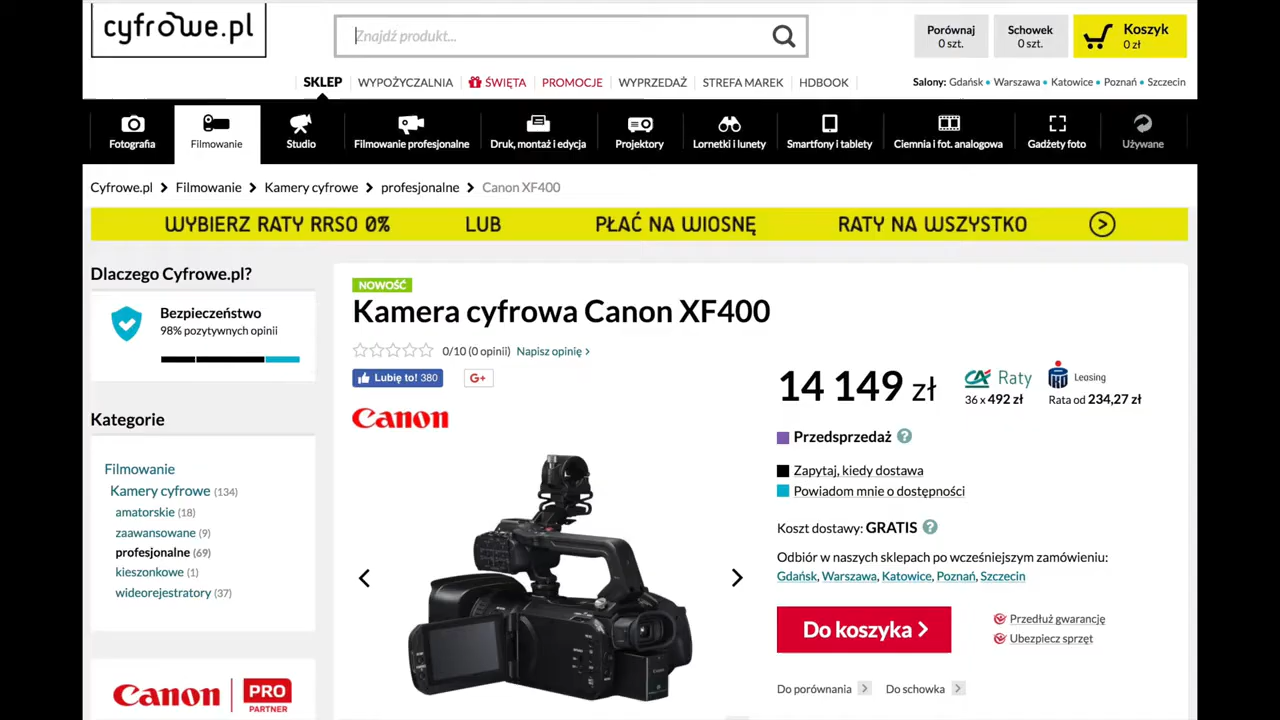 cyfrowe.pl
Znajdź produkt...
Porównaj
0 szt.
Schowek
0 szt.
Koszyk
0 zł
SKLEP WYPOŻYCZALNIA ŚWIĘTA PROMOCJE WYPRZEDAŻ STREFA MAREK HDBOOK
Salony: Gdańsk • Warszawa • Katowice • Poznań • Szczecin
Fotografia Filmowanie Studio Filmowanie profesjonalne Druk, montaż i edycja Projektory Lornetki i lunety Smartfony i tablety Ciemnia i fot. analogowa Gadżety foto Używane
Cyfrowe.pl > Filmowanie > Kamery cyfrowe > profesjonalne > Canon XF400
WYBIERZ RATY RRSO 0% LUB PŁAĆ NA WIOSNĘ RATY NA WSZYSTKO
Dlaczego Cyfrowe.pl?
Bezpieczeństwo
98% pozytywnych opinii
Kategorie
Filmowanie
Kamery cyfrowe (134)
amatorskie (18)
zaawansowane (9)
profesjonalne (69)
kieszonkowe (1)
wideorejestratory (37)
Canon PRO
PARTNER
NOWOŚĆ
Kamera cyfrowa Canon XF400
0/10 (0 opinii) Napisz opinię >
Lubię to! 380
G+
Canon
14 149 zł
CA Raty
36 x 492 zł
Leasing
Rata od 234,27 zł
Przedsprzedaż ?
Zapytaj, kiedy dostawa
Powiadom mnie o dostępności
Koszt dostawy: GRATIS ?
Odbiór w naszych sklepach po wcześniejszym zamówieniu:
Gdańsk, Warszawa, Katowice, Poznań, Szczecin
Do koszyka >
Przedłuż gwarancję
Ubezpiecz sprzęt
Do porównania >
Do schowka >